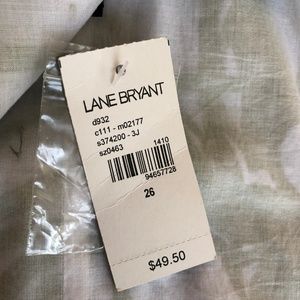 LANE BRYANT
d932
c111 - m02177
s374200 - 3J
sz0463
1410
94657728
26
$49.50